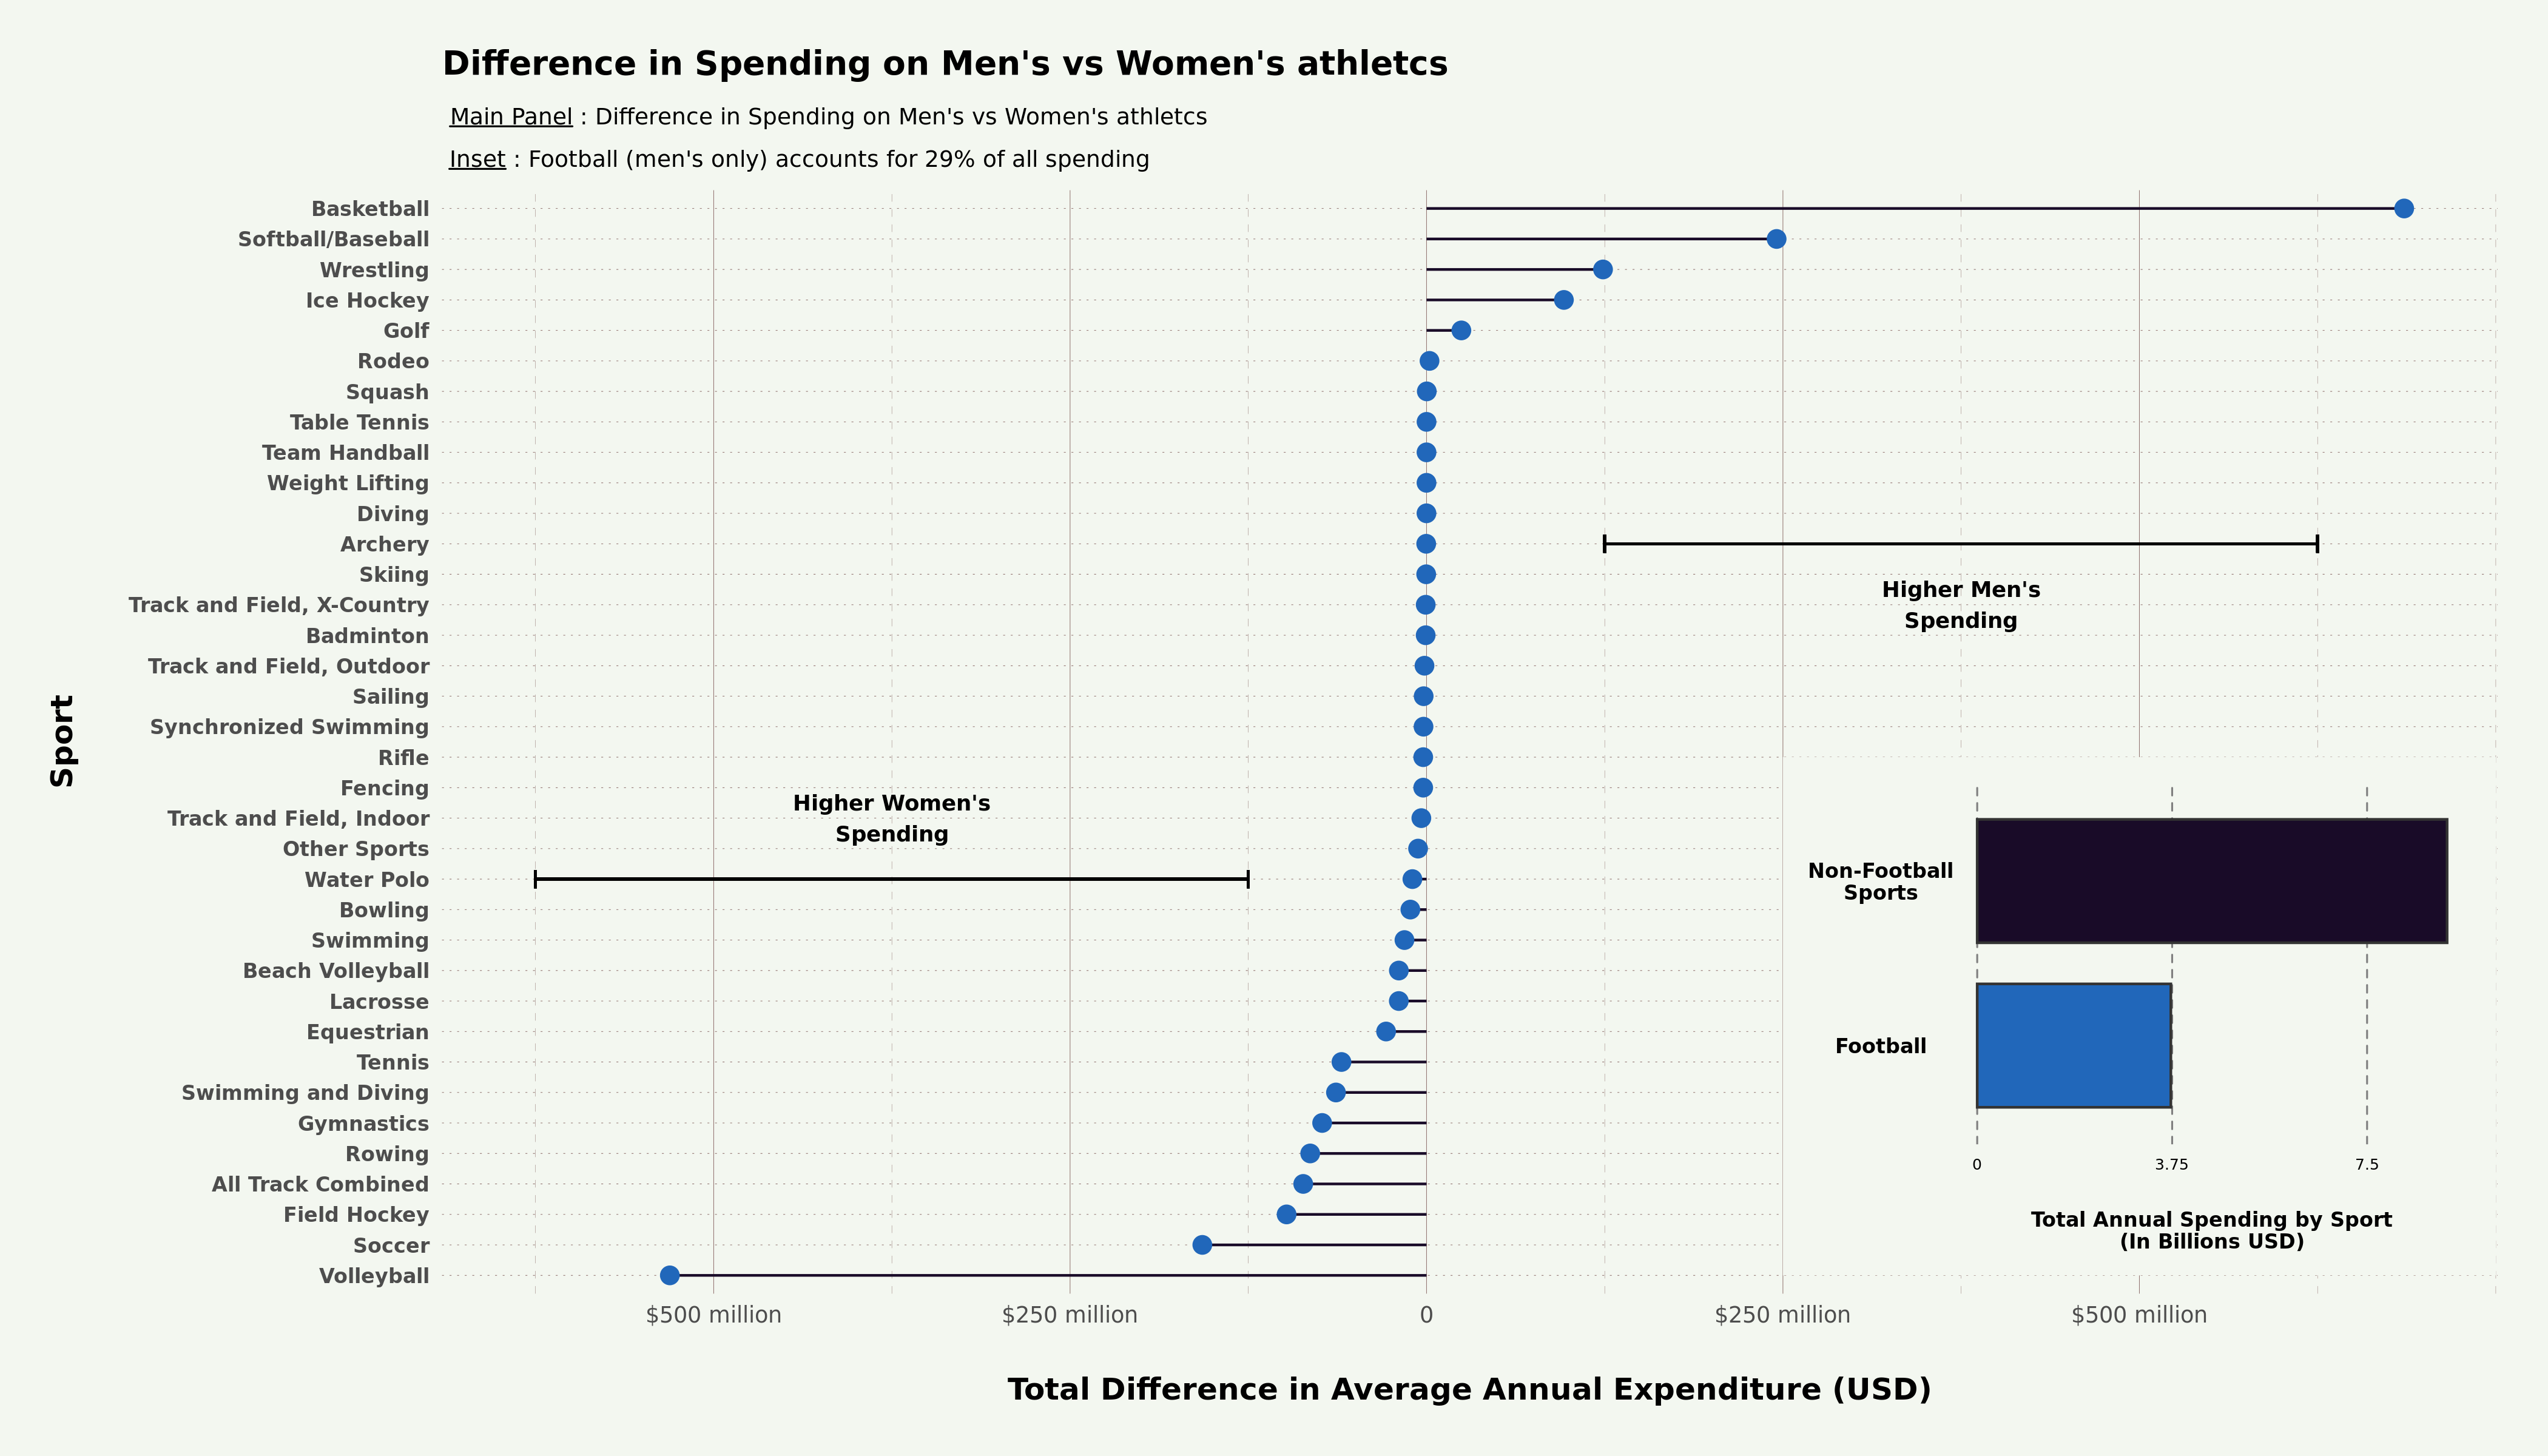 Difference in Spending on Men's vs Women's athletcs
Main Panel : Difference in Spending on Men's vs Women's athletcs
Inset : Football (men's only) accounts for 29% of all spending
Sport
Basketball
Softball/Baseball
Wrestling
Ice Hockey
Golf
Rodeo
Squash
Table Tennis
Team Handball
Weight Lifting
Diving
Archery
Skiing
Track and Field, X-Country
Badminton
Track and Field, Outdoor
Sailing
Synchronized Swimming
Rifle
Fencing
Track and Field, Indoor
Other Sports
Water Polo
Bowling
Swimming
Beach Volleyball
Lacrosse
Equestrian
Tennis
Swimming and Diving
Gymnastics
Rowing
All Track Combined
Field Hockey
Soccer
Volleyball
Higher Men's
Spending
Higher Women's
Spending
Non-Football
Sports
Football
0 3.75 7.5
Total Annual Spending by Sport
(In Billions USD)
$500 million $250 million 0 $250 million $500 million
Total Difference in Average Annual Expenditure (USD)